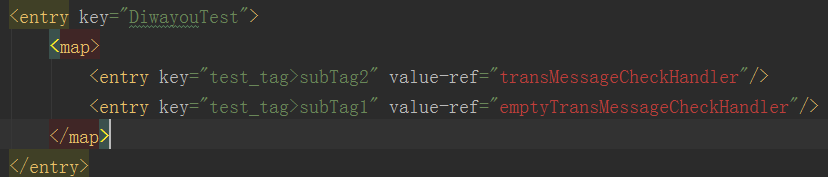 <entry key="DiwayouTest">
<map>
<entry key="test_tag>subTag2" value-ref="transMessageCheckHandler"/>
<entry key="test_tag>subTag1" value-ref="emptyTransMessageCheckHandler"/>
</map>
</entry>